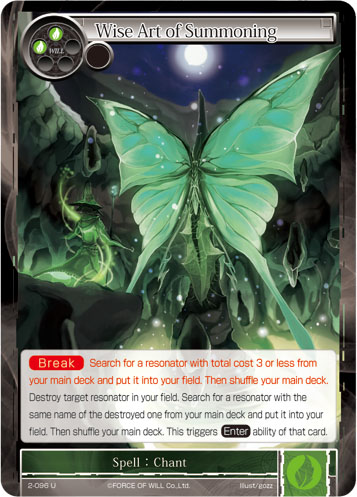 Wise Art of Summoning
WILL
Break Search for a resonator with total cost 3 or less from
your main deck and put it into your field. Then shuffle your main deck.
Destroy target resonator in your field. Search for a resonator with the
same name of the destroyed one from your main deck and put it into your
field. Then shuffle your main deck. This triggers Enter ability of that card.
Spell : Chant
2-096 U
©FORCE OF WILL Co.,Ltd.
Illust/gozz